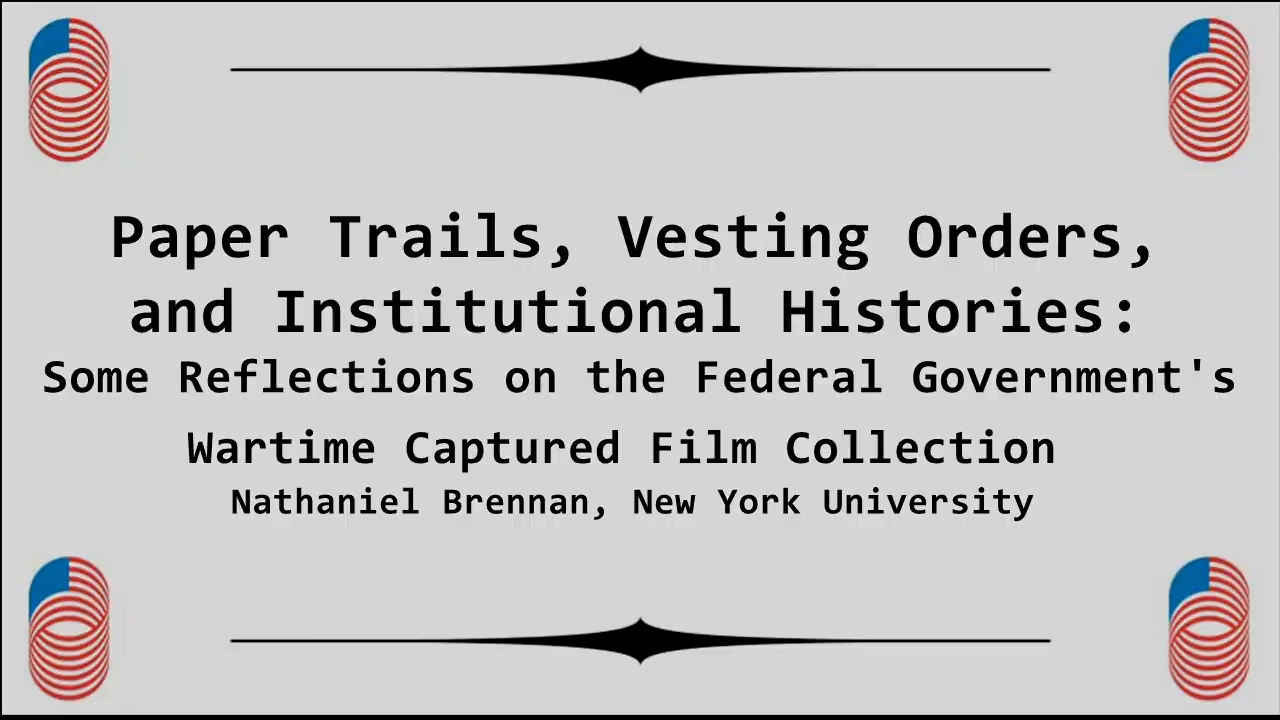 Paper Trails, Vesting Orders,
and Institutional Histories:
Some Reflections on the Federal Government's
Wartime Captured Film Collection
Nathaniel Brennan, New York University